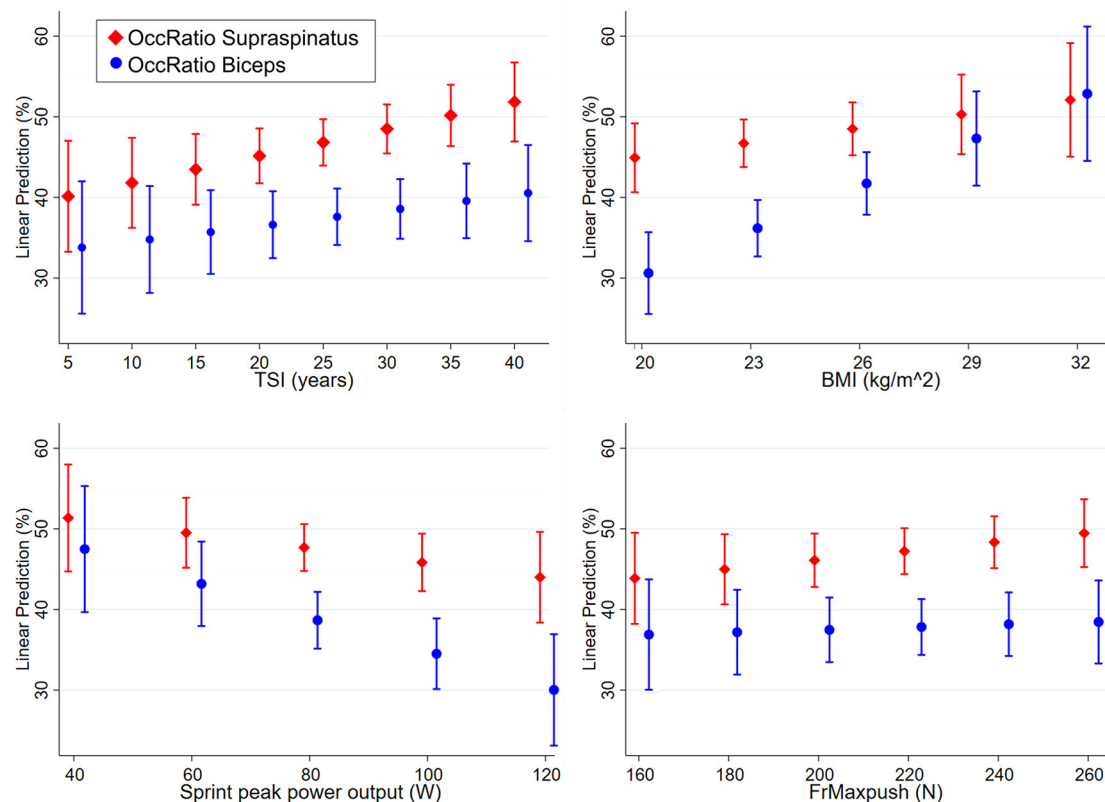 OccRatio Supraspinatus
OccRatio Biceps
Linear Prediction (%)
60
50
40
30
5 10 15 20 25 30 35 40
TSI (years)
Linear Prediction (%)
60
50
40
30
20 23 26 29 32
BMI (kg/m^2)
Linear Prediction (%)
60
50
40
30
40 60 80 100 120
Sprint peak power output (W)
Linear Prediction (%)
60
50
40
30
160 180 200 220 240 260
FrMaxpush (N)